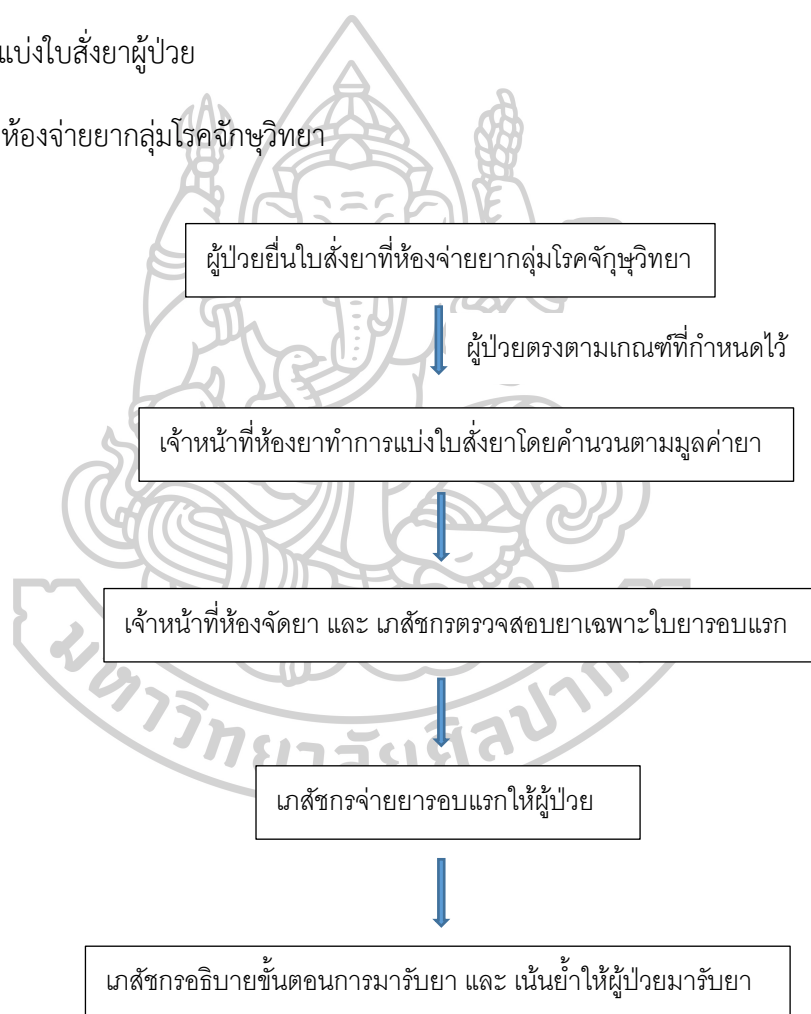 แบ่งใบสั่งยาผู้ป่วย
ห้องจ่ายยากลุ่มโรคจักษุวิทยา
ผู้ป่วยยื่นใบสั่งยาที่ห้องจ่ายยากลุ่มโรคจักุษุวิทยา
ผู้ป่วยตรงตามเกณฑ์ที่กำหนดไว้
เจ้าหน้าที่ห้องยาทำการแบ่งใบสั่งยาโดยคำนวนตามมูลค่ายา
เจ้าหน้าที่ห้องจัดยา และ เภสัชกรตรวจสอบยาเฉพาะใบยารอบแรก
เภสัชกรจ่ายยารอบแรกให้ผู้ป่วย
เภสัชกรอธิบายขั้นตอนการมารับยา และ เน้นย้ำให้ผู้ป่วยมารับยา